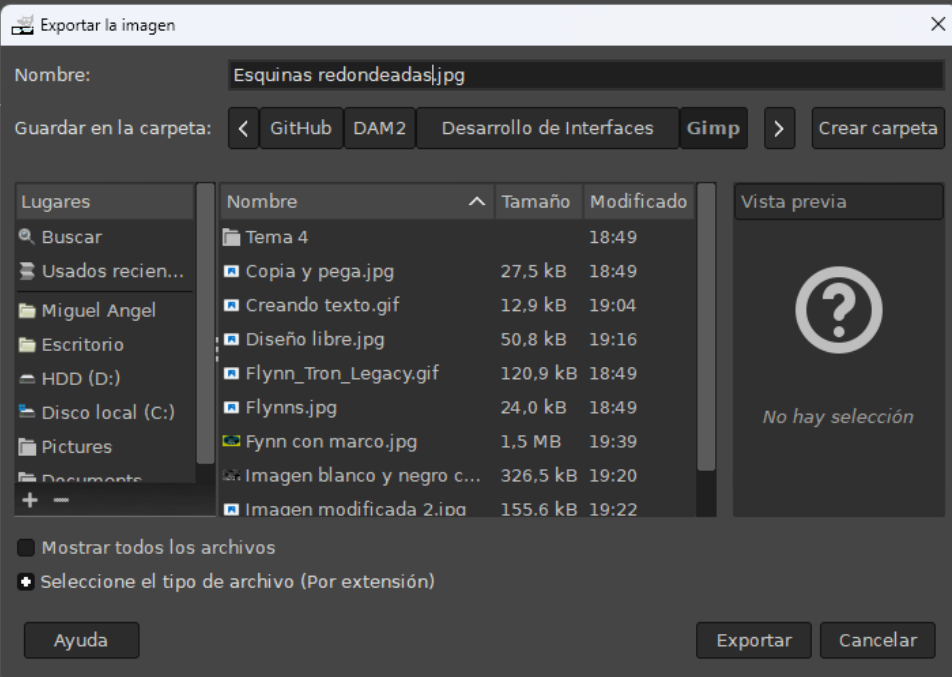 Exportar la imagen
Nombre:
Esquinas redondeadas.jpg
Guardar en la carpeta:
GitHub DAM2 Desarrollo de Interfaces Gimp
Crear carpeta
Lugares
Buscar
Usados recien...
Miguel Angel
Escritorio
HDD (D:)
Disco local (C:)
Pictures
Documents
Nombre Tamaño Modificado
Tema 4 18:49
Copia y pega.jpg 27,5 kB 18:49
Creando texto.gif 12,9 kB 19:04
Diseño libre.jpg 50,8 kB 19:16
Flynn_Tron_Legacy.gif 120,9 kB 18:49
Flynns.jpg 24,0 kB 18:49
Fynn con marco.jpg 1,5 MB 19:39
Imagen blanco y negro c... 326,5 kB 19:20
Imagen modificada 2.jpg 155,6 kB 19:22
Vista previa
No hay selección
Mostrar todos los archivos
Seleccione el tipo de archivo (Por extensión)
Ayuda
Exportar
Cancelar